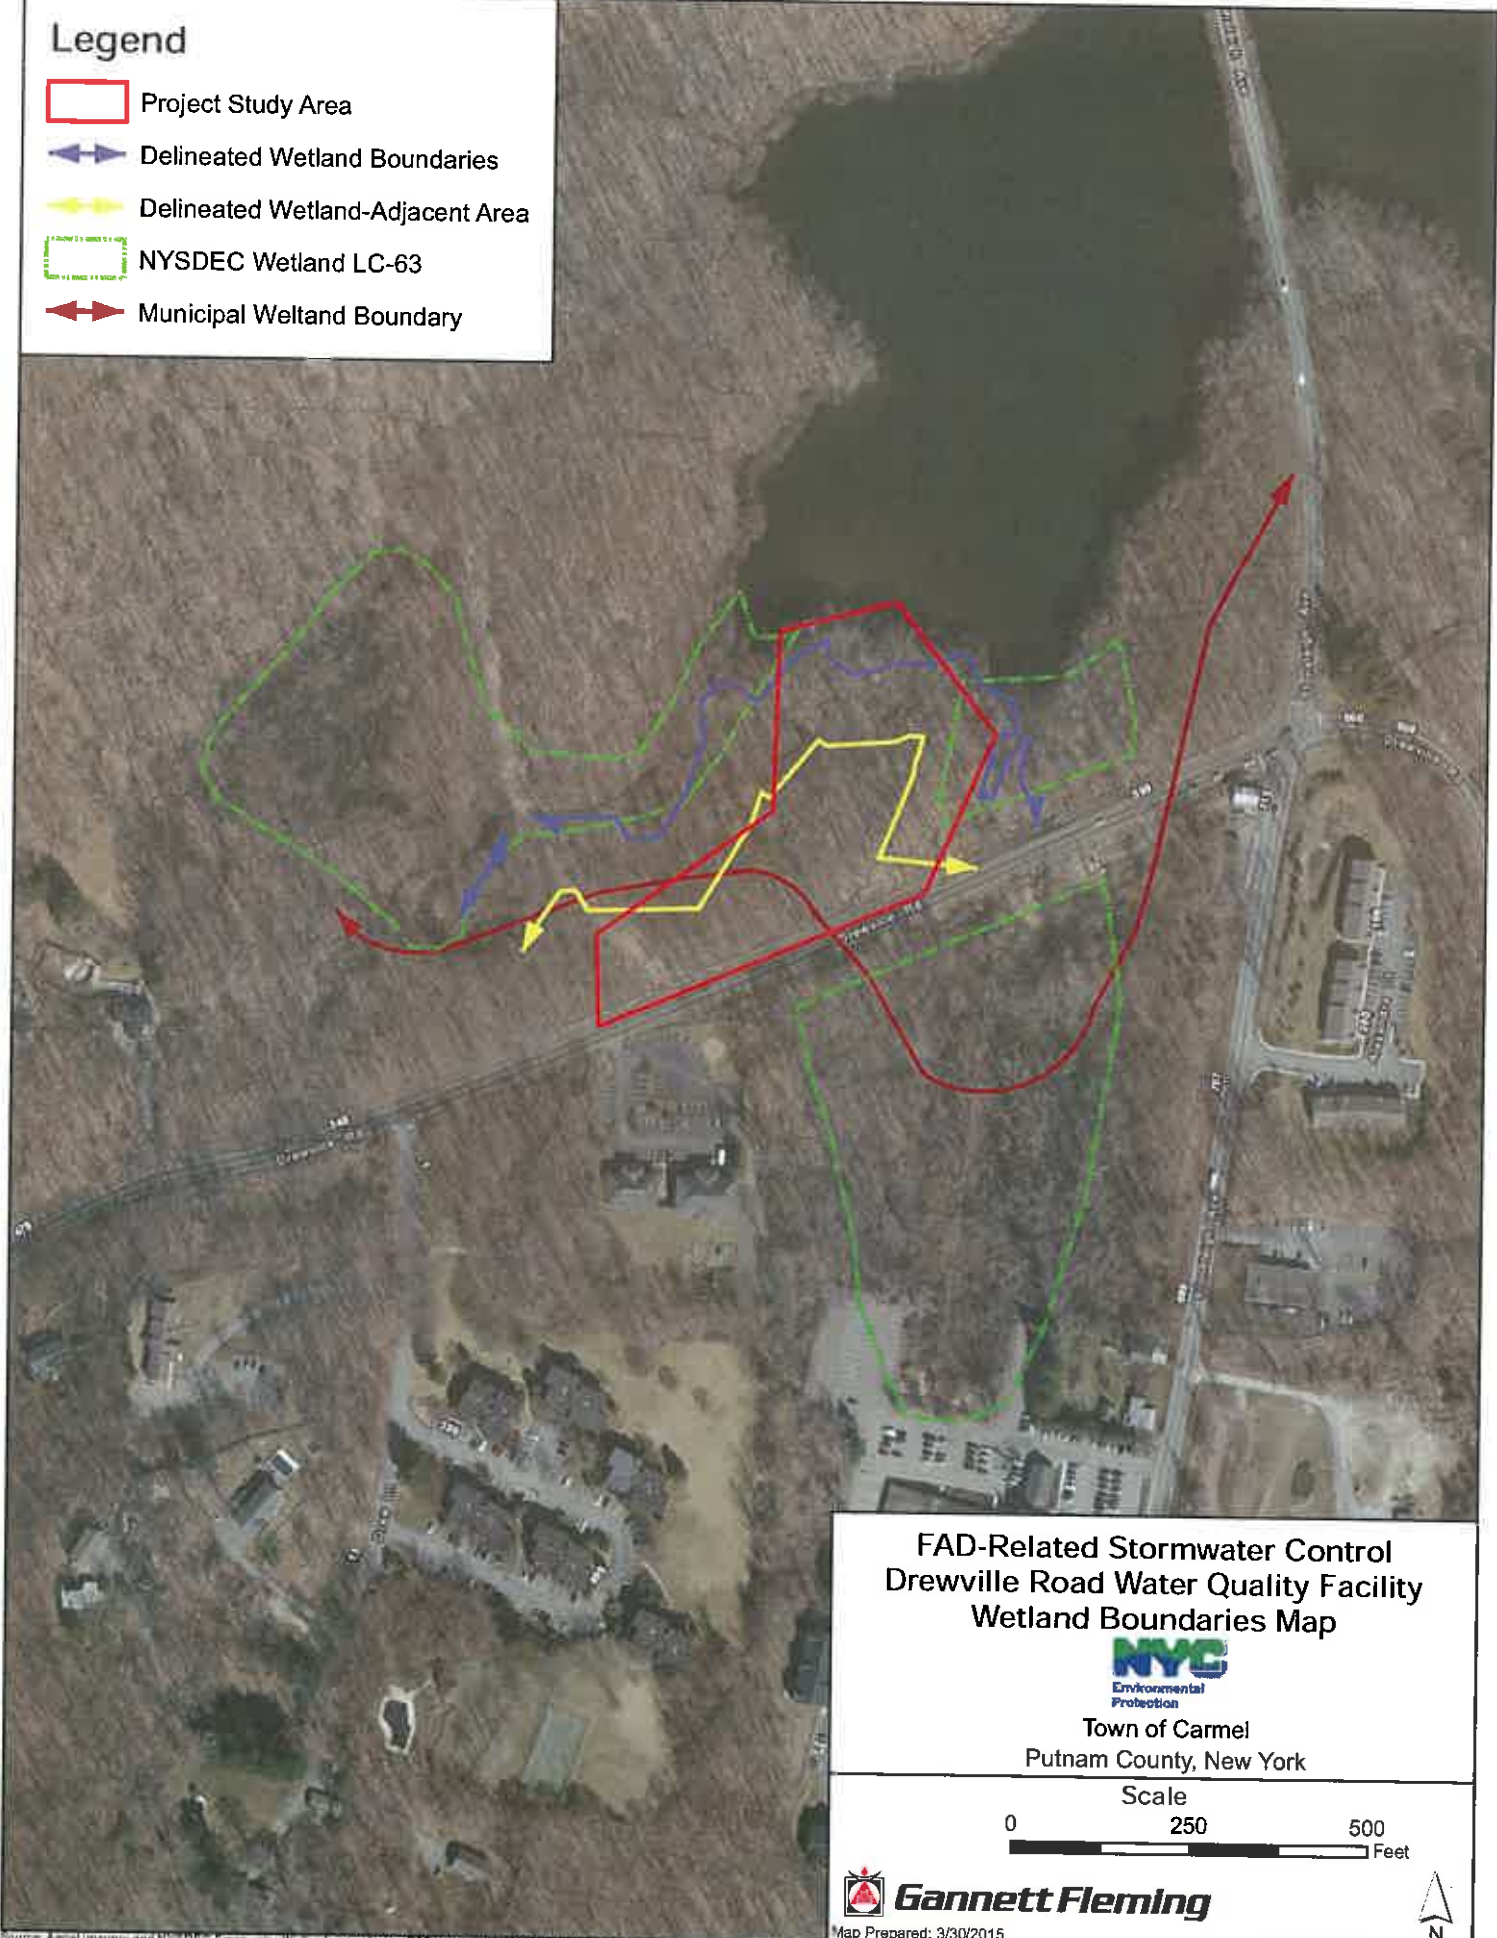 Legend
Project Study Area
Delineated Wetland Boundaries
Delineated Wetland-Adjacent Area
NYSDEC Wetland LC-63
Municipal Weltand Boundary
FAD-Related Stormwater Control
Drewville Road Water Quality Facility
Wetland Boundaries Map
NYC
Environmental
Protection
Town of Carmel
Putnam County, New York
Scale
0 250 500
Feet
Gannett Fleming
Map Prepared: 3/30/2015
N